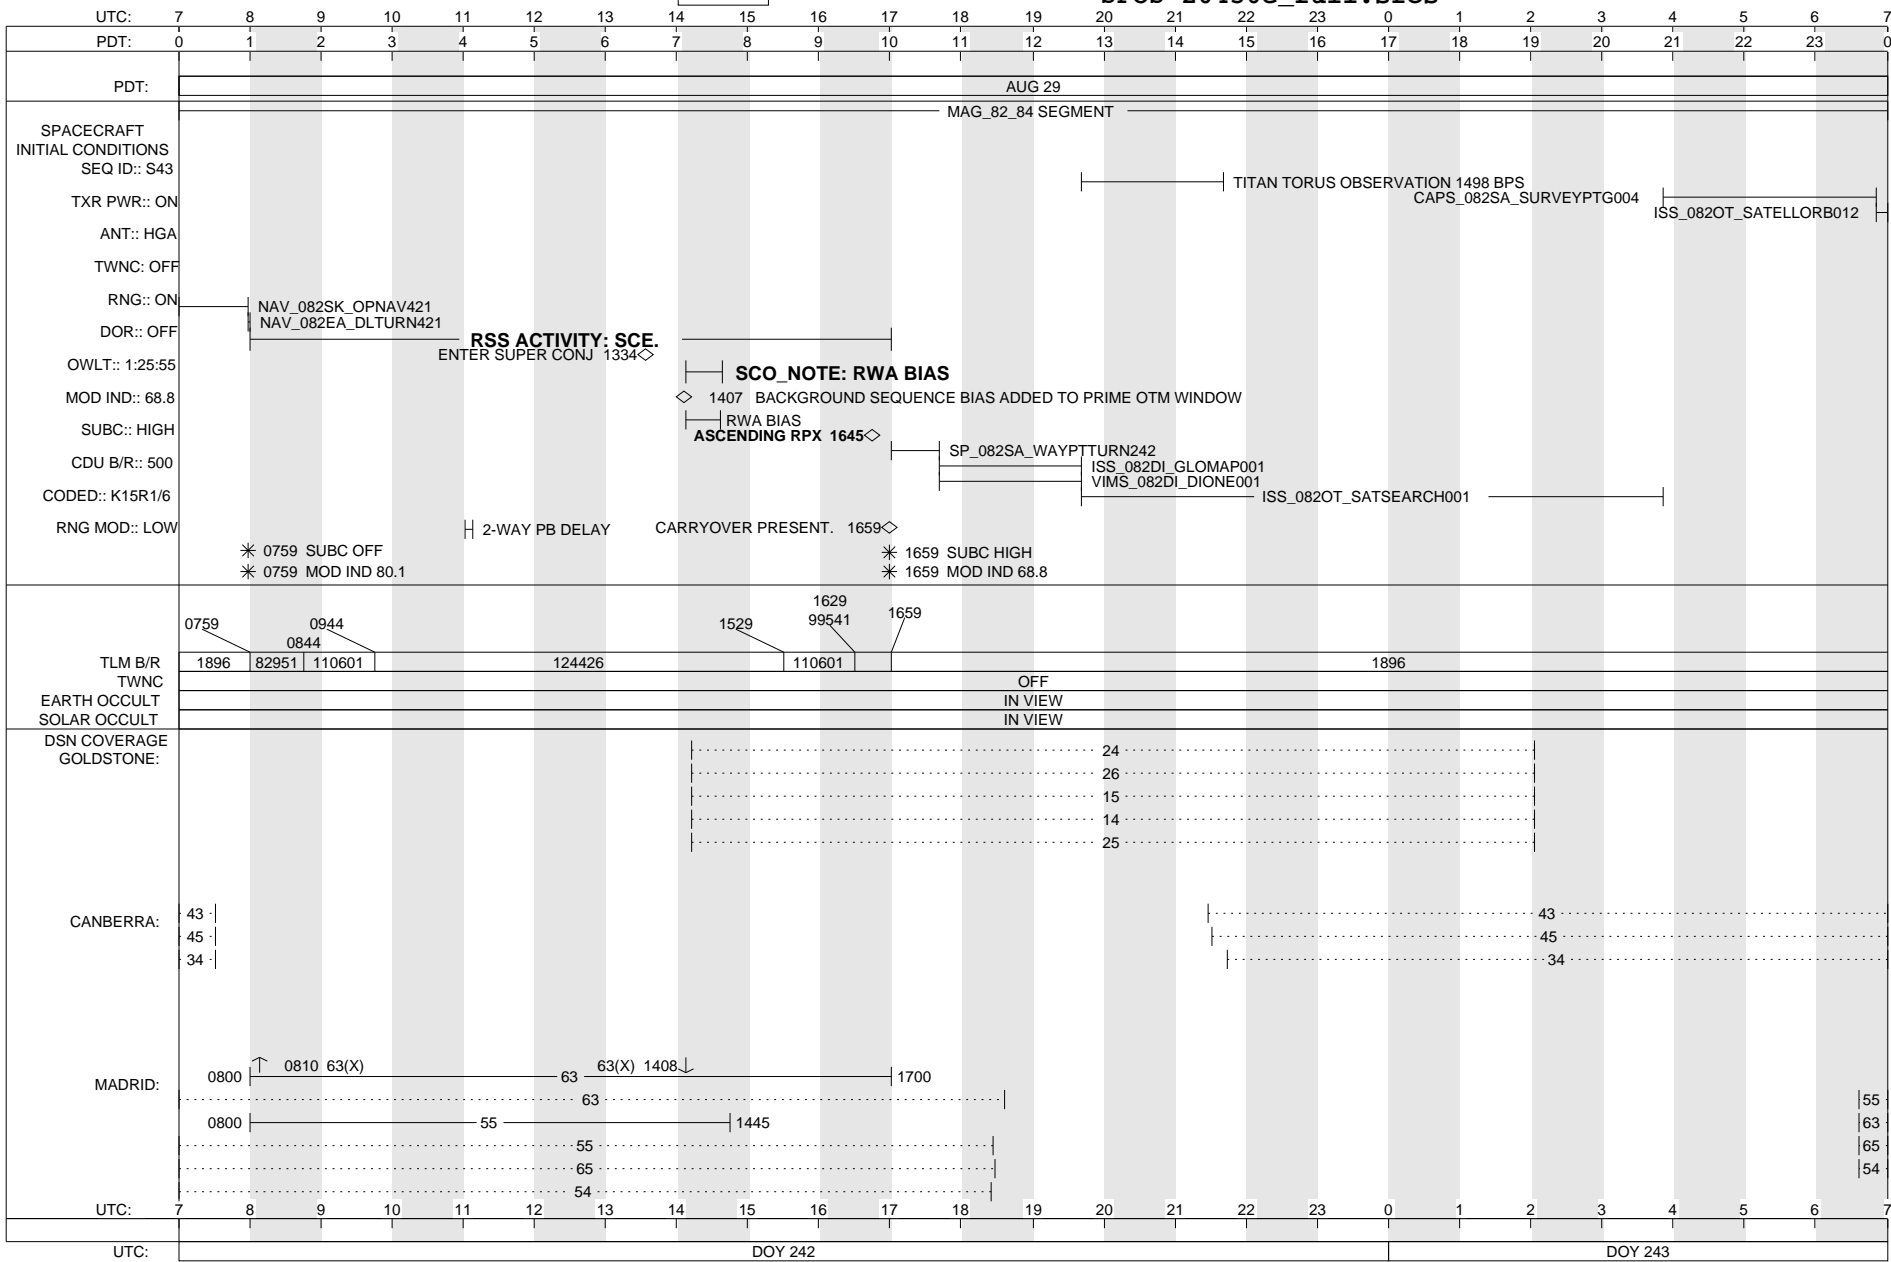 UTC: 7 8 9 10 11 12 13 14 15 16 17 18 19 20 21 22 23 0 1 2 3 4 5 6 7
PDT: 0 1 2 3 4 5 6 7 8 9 10 11 12 13 14 15 16 17 18 19 20 21 22 23 0
PDT: AUG 29
MAG_82_84 SEGMENT
SPACECRAFT
INITIAL CONDITIONS
SEQ ID:: S43
TITAN TORUS OBSERVATION 1498 BPS
TXR PWR:: ON
CAPS_082SA_SURVEYPTG004
ISS_082OT_SATELLORB012
ANT:: HGA
TWNC: OFF
RNG:: ON
NAV_082SK_OPNAV421
NAV_082EA_DLTURN421
DOR:: OFF
RSS ACTIVITY: SCE.
ENTER SUPER CONJ 1334
OWLT:: 1:25:55
SCO_NOTE: RWA BIAS
MOD IND:: 68.8
1407 BACKGROUND SEQUENCE BIAS ADDED TO PRIME OTM WINDOW
RWA BIAS
SUBC:: HIGH
ASCENDING RPX 1645
SP_082SA_WAYPTTURN242
CDU B/R:: 500
ISS_082DI_GLOMAP001
VIMS_082DI_DIONE001
CODED:: K15R1/6
ISS_082OT_SATSEARCH001
RNG MOD:: LOW
2-WAY PB DELAY
CARRYOVER PRESENT. 1659
0759 SUBC OFF
1659 SUBC HIGH
0759 MOD IND 80.1
1659 MOD IND 68.8
1629
99541
1659
0759
0944
1529
0844
TLM B/R 1896 82951 110601 124426 110601 1896
TWNC OFF
EARTH OCCULT IN VIEW
SOLAR OCCULT IN VIEW
DSN COVERAGE
GOLDSTONE:
24
26
15
14
25
CANBERRA:
43 43
45 45
34 34
0810 63(X) 63(X) 1408
MADRID:
0800 63 1700
63 55
0800 55 1445 63
55 65
65 54
54
UTC: 7 8 9 10 11 12 13 14 15 16 17 18 19 20 21 22 23 0 1 2 3 4 5 6 7
UTC: DOY 242 DOY 243